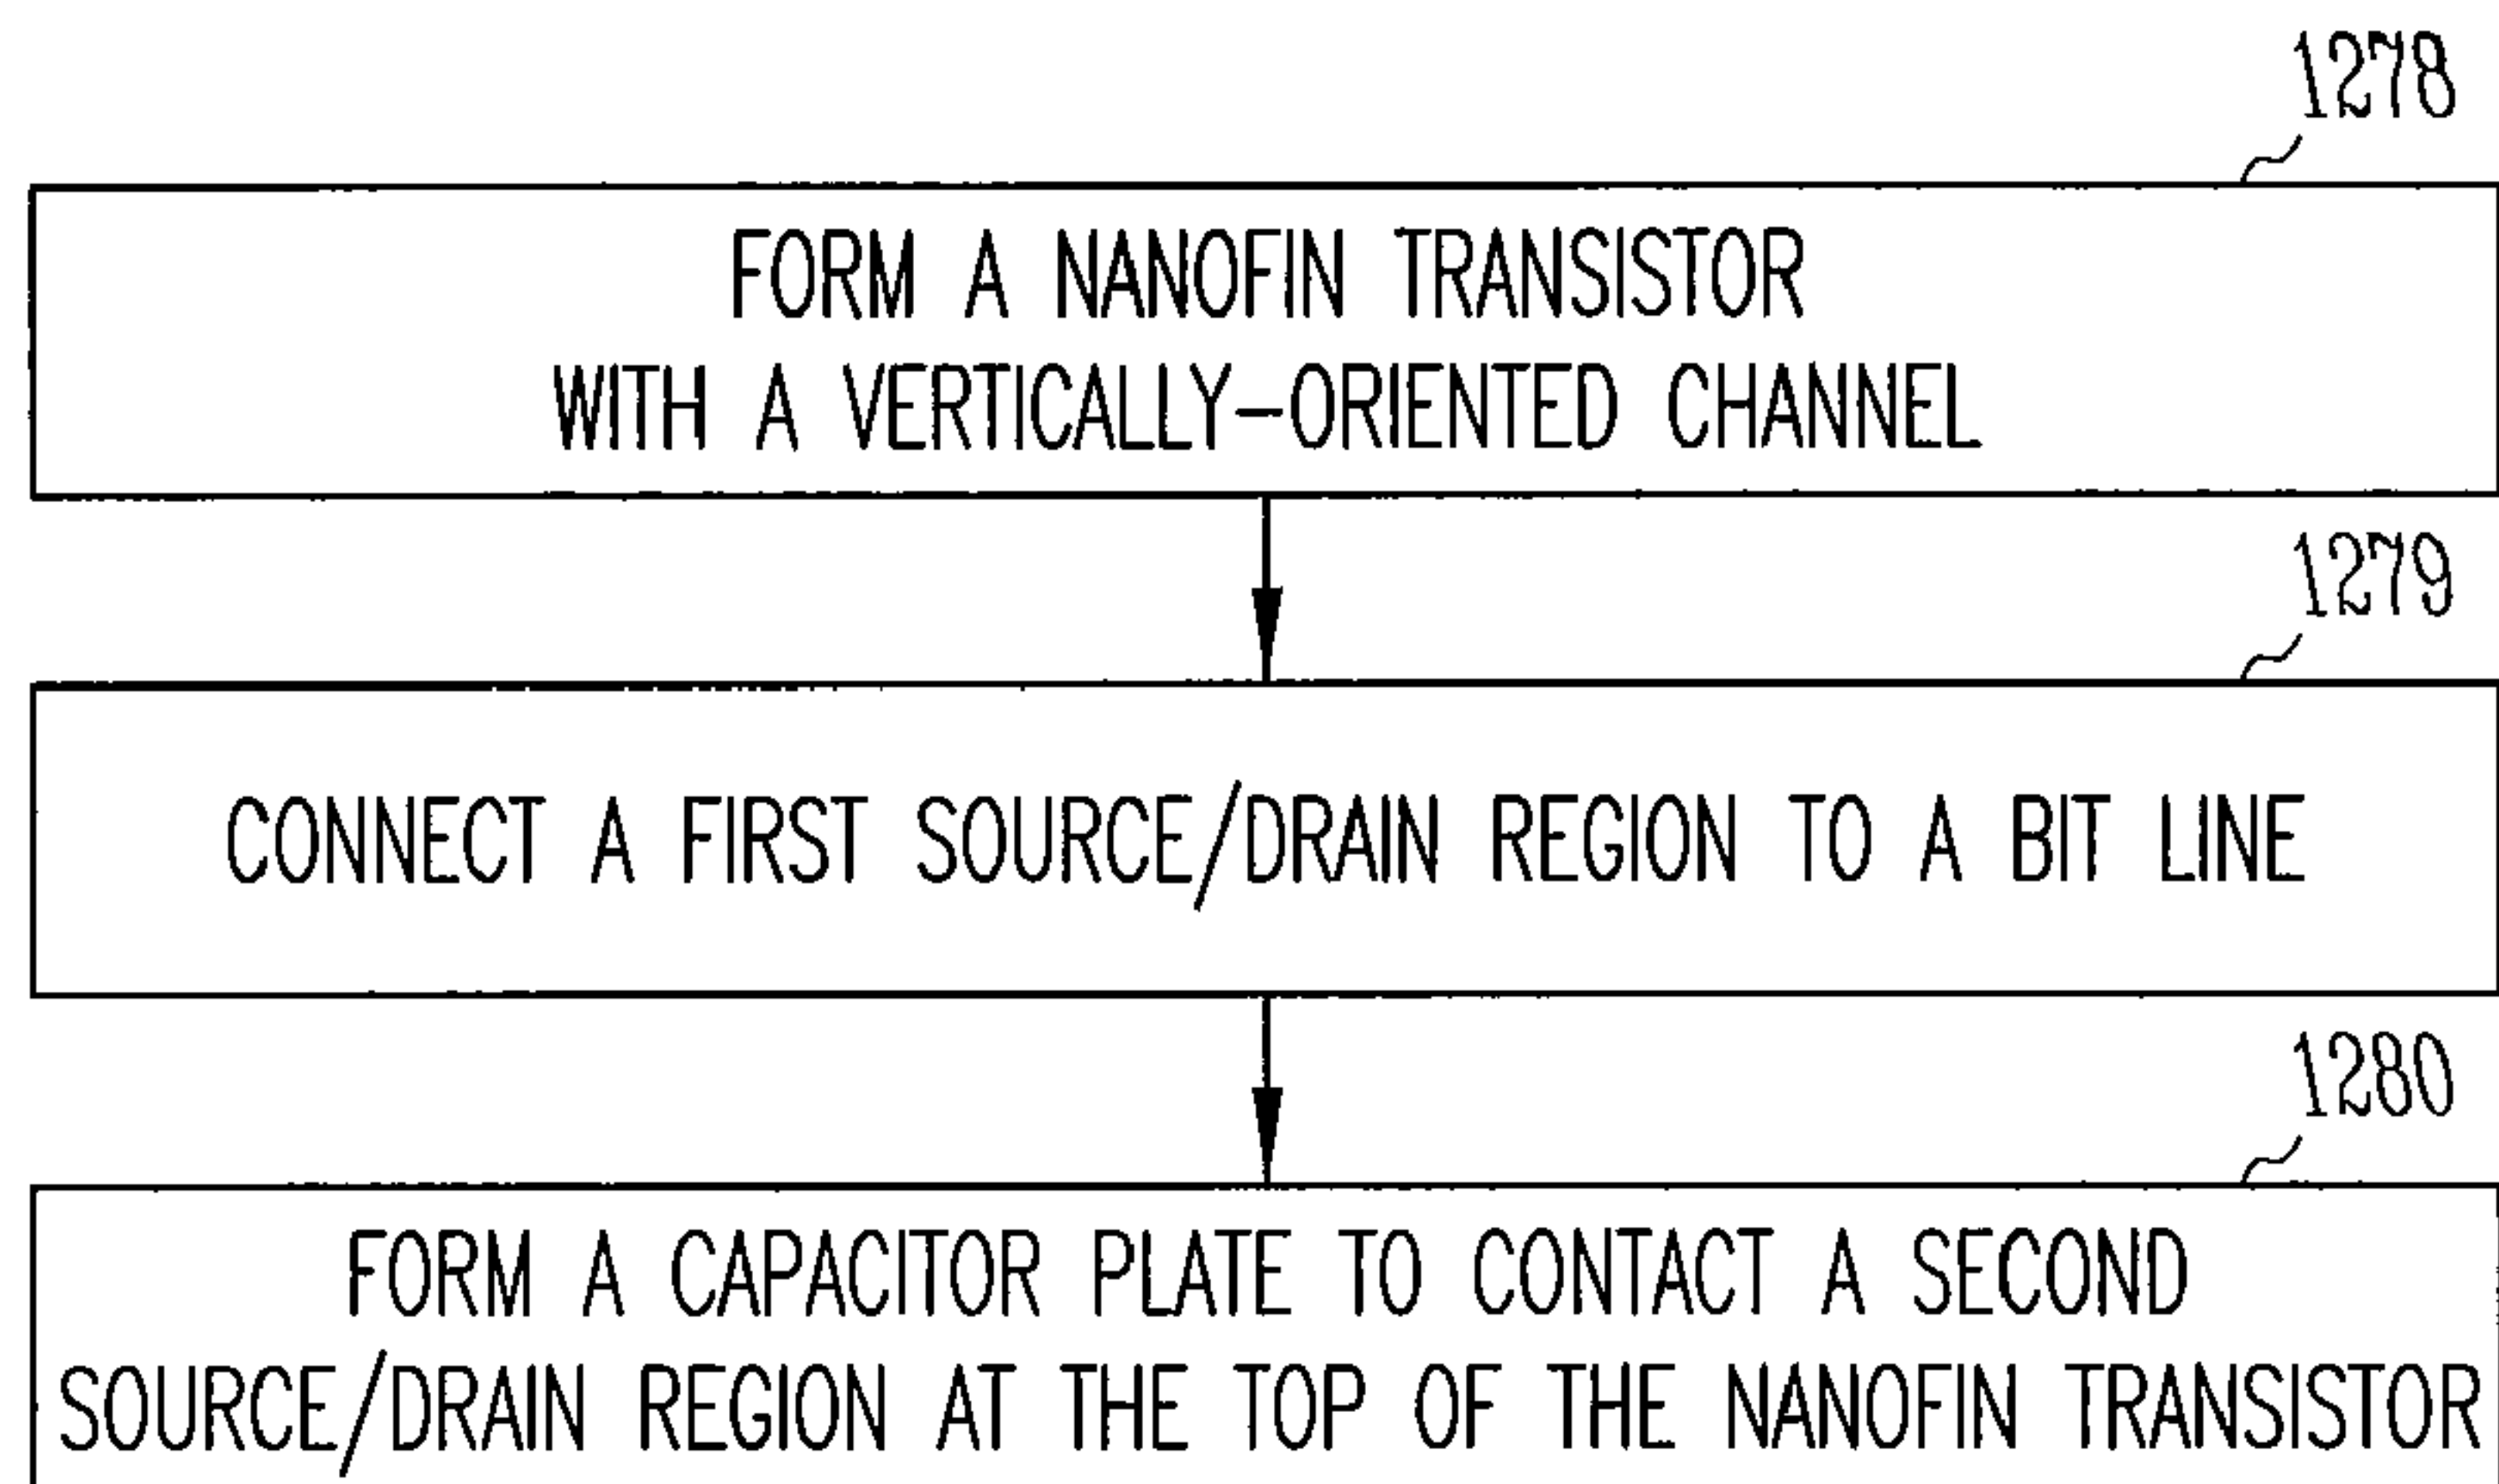 1278
FORM A NANOFIN TRANSISTOR
WITH A VERTICALLY-ORIENTED CHANNEL
1279
CONNECT A FIRST SOURCE/DRAIN REGION TO A BIT LINE
1280
FORM A CAPACITOR PLATE TO CONTACT A SECOND
SOURCE/DRAIN REGION AT THE TOP OF THE NANOFIN TRANSISTOR